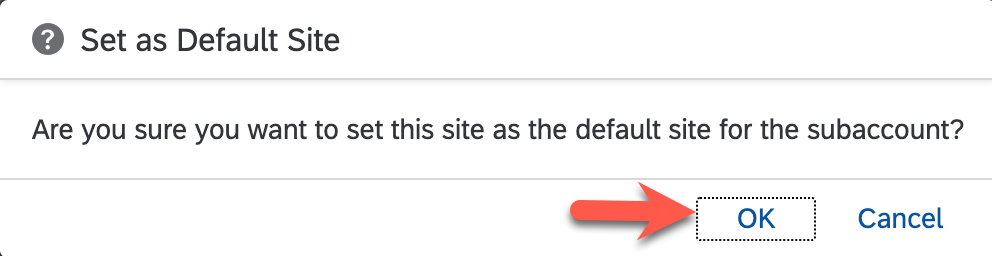 Set as Default Site
Are you sure you want to set this site as the default site for the subaccount?
OK Cancel